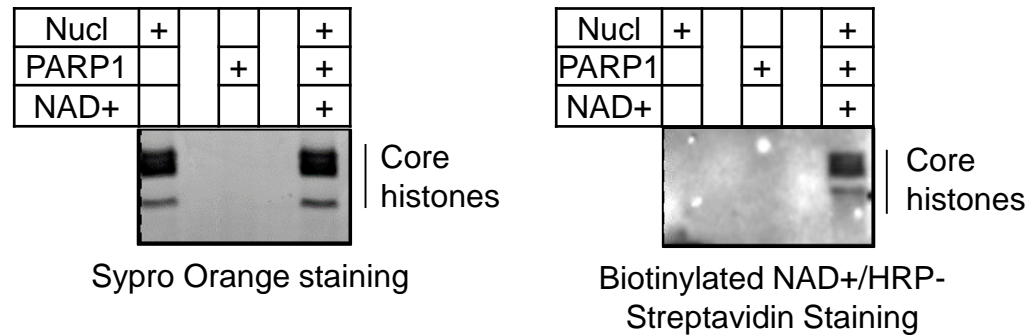 Nucl + +
PARP1 + +
NAD+ +
Core
histones
Sypro Orange staining
Nucl + +
PARP1 + +
NAD+ +
Core
histones
Biotinylated NAD+/HRP-
Streptavidin Staining